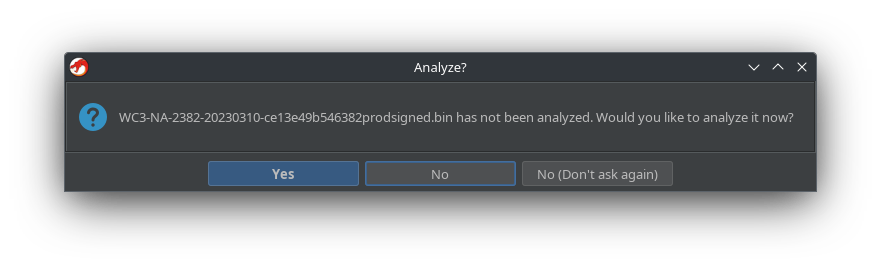 Analyze?
WC3-NA-2382-20230310-ce13e49b546382prodsigned.bin has not been analyzed. Would you like to analyze it now?
Yes
No
No (Don't ask again)